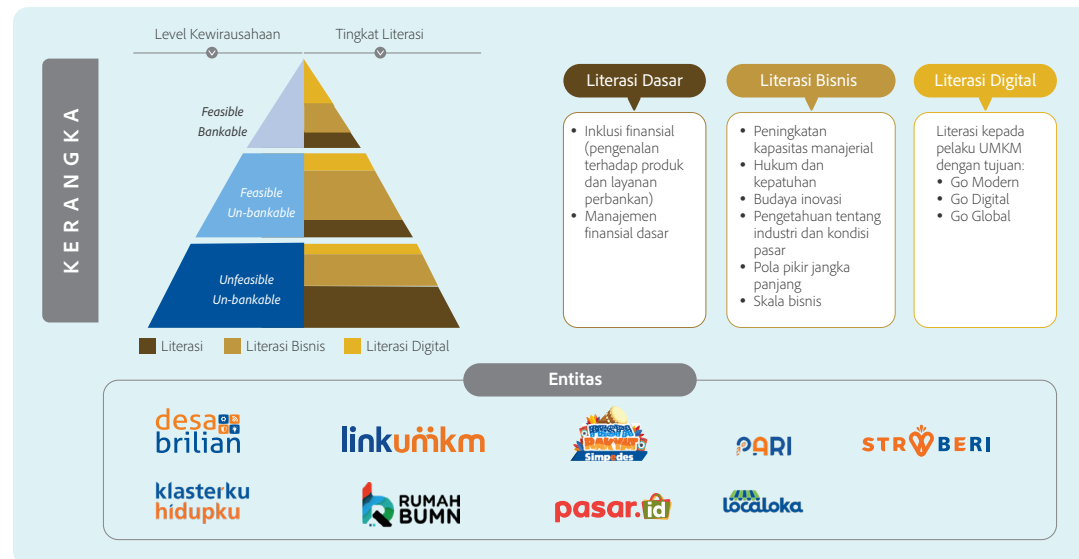 KERANGKA
Level Kewirausahaan
Tingkat Literasi
Feasible
Bankable
Feasible
Un-bankable
Unfeasible
Un-bankable
Literasi
Literasi Bisnis
Literasi Digital
Literasi Dasar
• Inklusi finansial
(pengenalan
terhadap produk
dan layanan
perbankan)
• Manajemen
finansial dasar
Literasi Bisnis
• Peningkatan
kapasitas manajerial
• Hukum dan
kepatuhan
• Budaya inovasi
• Pengetahuan tentang
industri dan kondisi
pasar
• Pola pikir jangka
panjang
• Skala bisnis
Literasi Digital
Literasi kepada
pelaku UMKM
dengan tujuan:
• Go Modern
• Go Digital
• Go Global
Entitas
desa
brilian
linkumkm
PESTA
RAKYAT
Simpedes
PARI
STROBERI
klasterku
hidupku
RUMAH
BUMN
pasar.id
localoka